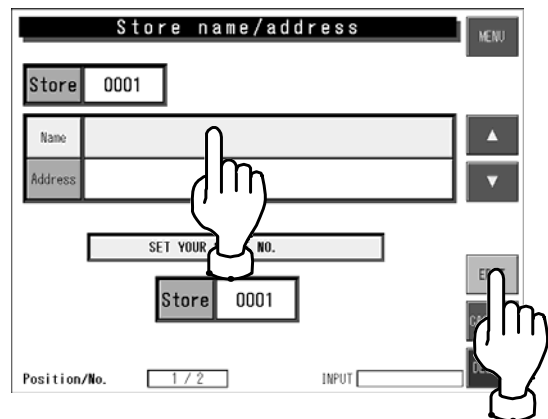 Store name/address
MENU
Store 0001
Name
▲
Address
▼
SET YOUR NO.
Store 0001
Position/No. 1 / 2 INPUT